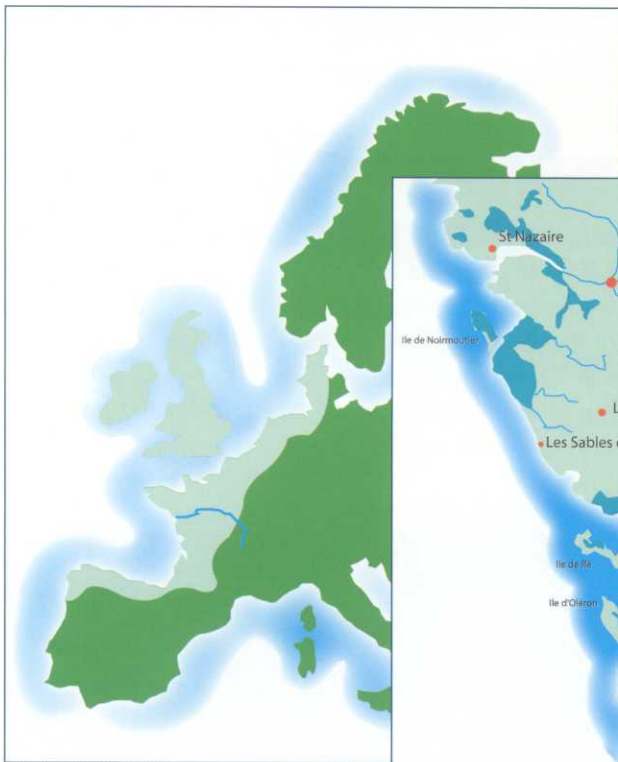 St Nazaire
Ile de Noirmoutier
L
Les Sables
Ile de Ré
Ile d'Oléron